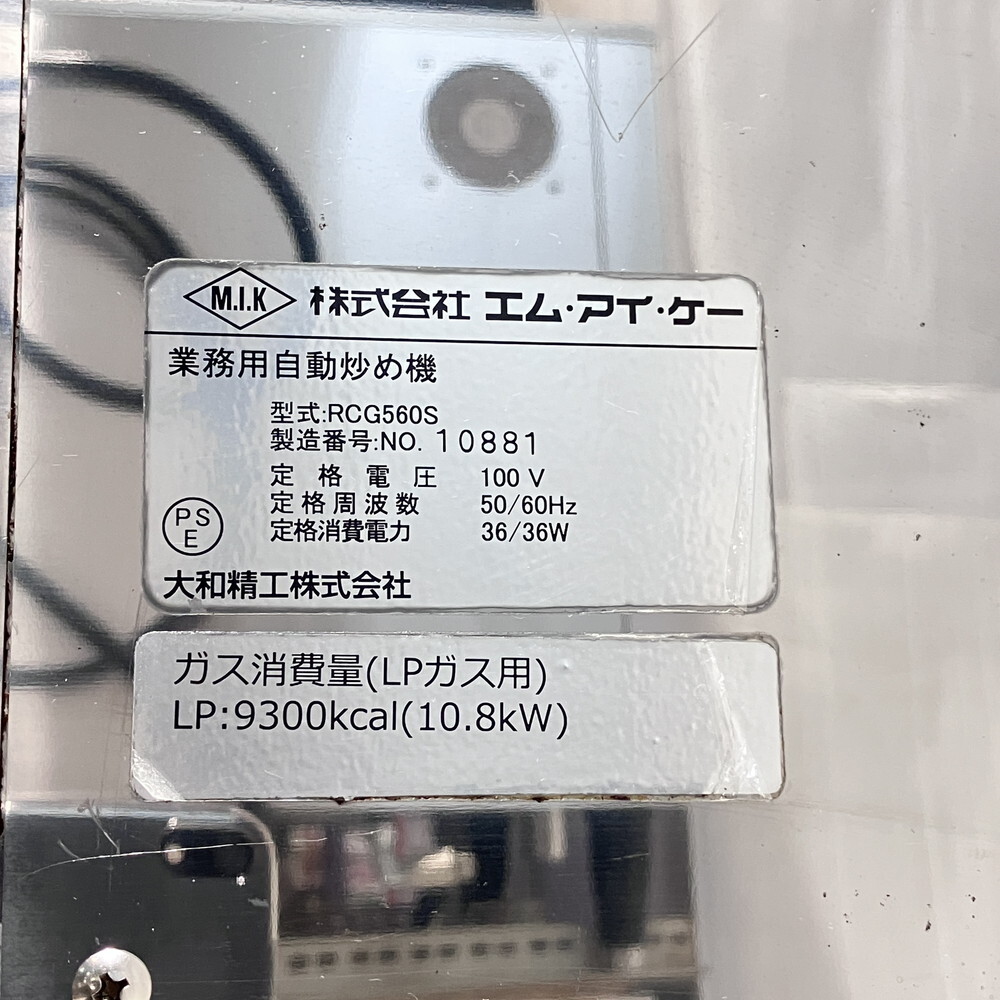 M.I.K 株式会社 エム・アイ・ケー
業務用自動炒め機
型式:RCG560S
製造番号:NO. 10881
定格電圧 100 V
定格周波数 50/60Hz
定格消費電力 36/36W
PS
E
大和精工株式会社
ガス消費量(LPガス用)
LP:9300kcal(10.8kW)